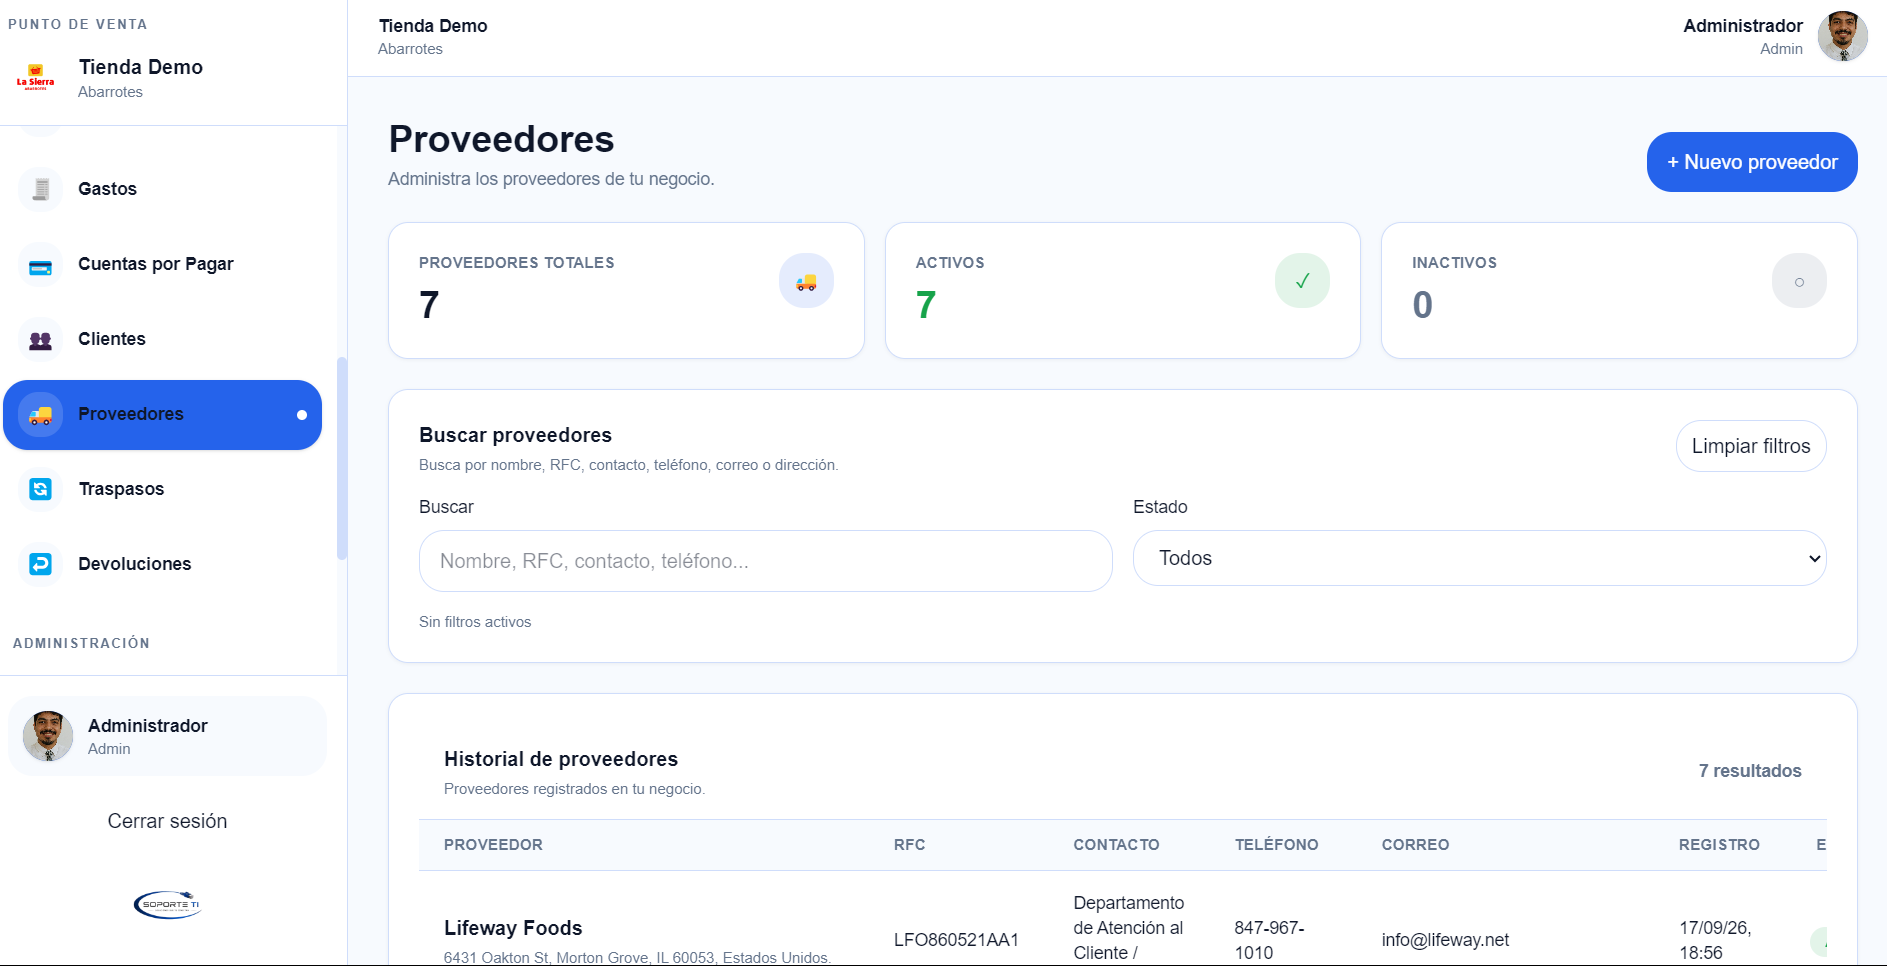 PUNTO DE VENTA
La Sierra
ABARROTES
Tienda Demo
Abarrotes
Gastos
Cuentas por Pagar
Clientes
Proveedores
Traspasos
Devoluciones
ADMINISTRACIÓN
Administrador
Admin
Cerrar sesión
SOPORTE TI
Tienda Demo
Abarrotes
Administrador
Admin
Proveedores
Administra los proveedores de tu negocio.
+ Nuevo proveedor
PROVEEDORES TOTALES
7
ACTIVOS
7
INACTIVOS
0
Buscar proveedores
Busca por nombre, RFC, contacto, teléfono, correo o dirección.
Limpiar filtros
Buscar
Estado
Nombre, RFC, contacto, teléfono...
Todos
Sin filtros activos
Historial de proveedores
Proveedores registrados en tu negocio.
7 resultados
PROVEEDOR RFC CONTACTO TELÉFONO CORREO REGISTRO E
Lifeway Foods
6431 Oakton St, Morton Grove, IL 60053, Estados Unidos.
LFO860521AA1
Departamento
de Atención al
Cliente /
847-967-
1010
info@lifeway.net
17/09/26,
18:56